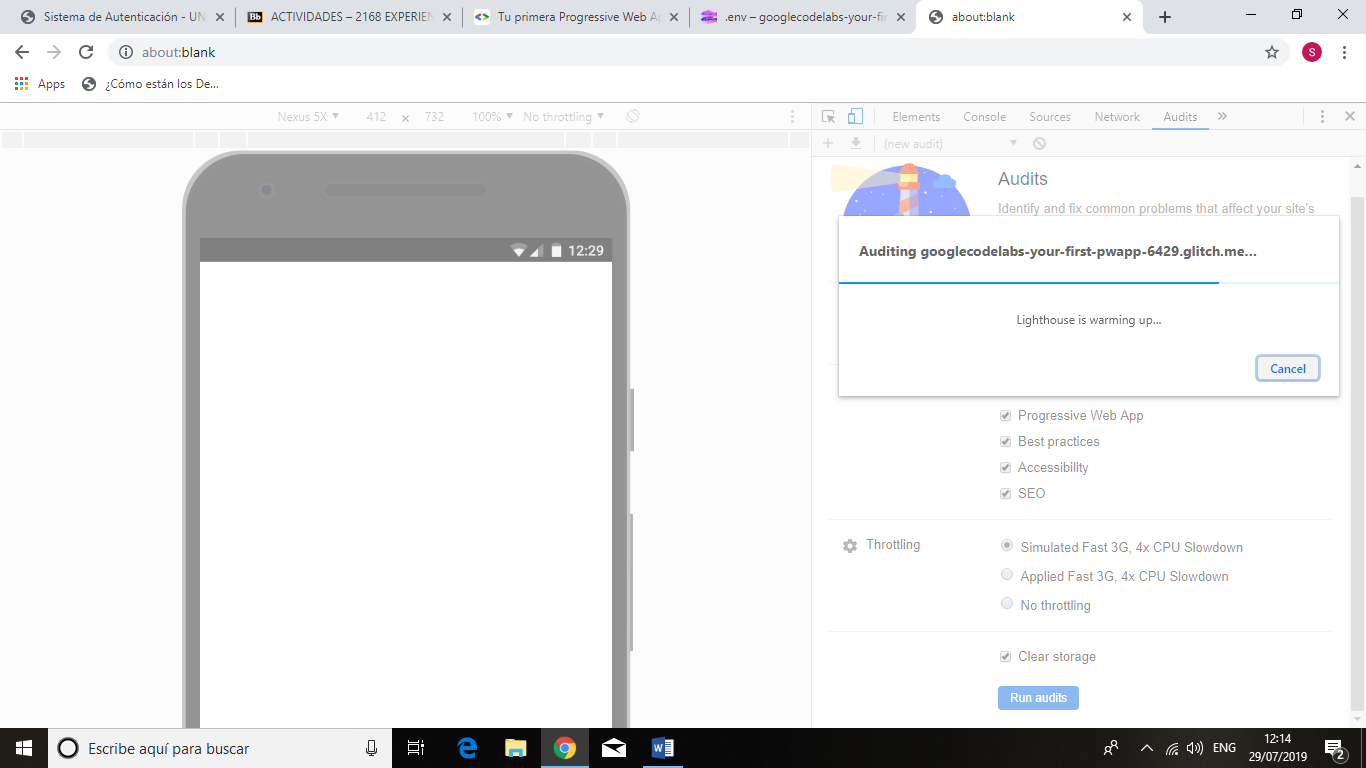 Sistema de Autenticación - UN
Bb ACTIVIDADES – 2168 EXPERIEN
Tu primera Progressive Web Ap
.env – googlecodelabs-your-fir
about:blank
about:blank
S
Apps
¿Cómo están los De...
Nexus 5X 412 × 732 100% No throttling
Elements Console Sources Network Audits »
(new audit)
12:29
Audits
Identify and fix common problems that affect your site's
Auditing googlecodelabs-your-first-pwapp-6429.glitch.me...
Lighthouse is warming up...
Cancel
Progressive Web App
Best practices
Accessibility
SEO
Throttling
Simulated Fast 3G, 4x CPU Slowdown
Applied Fast 3G, 4x CPU Slowdown
No throttling
Clear storage
Run audits
Escribe aquí para buscar
ENG
12:14
29/07/2019
2